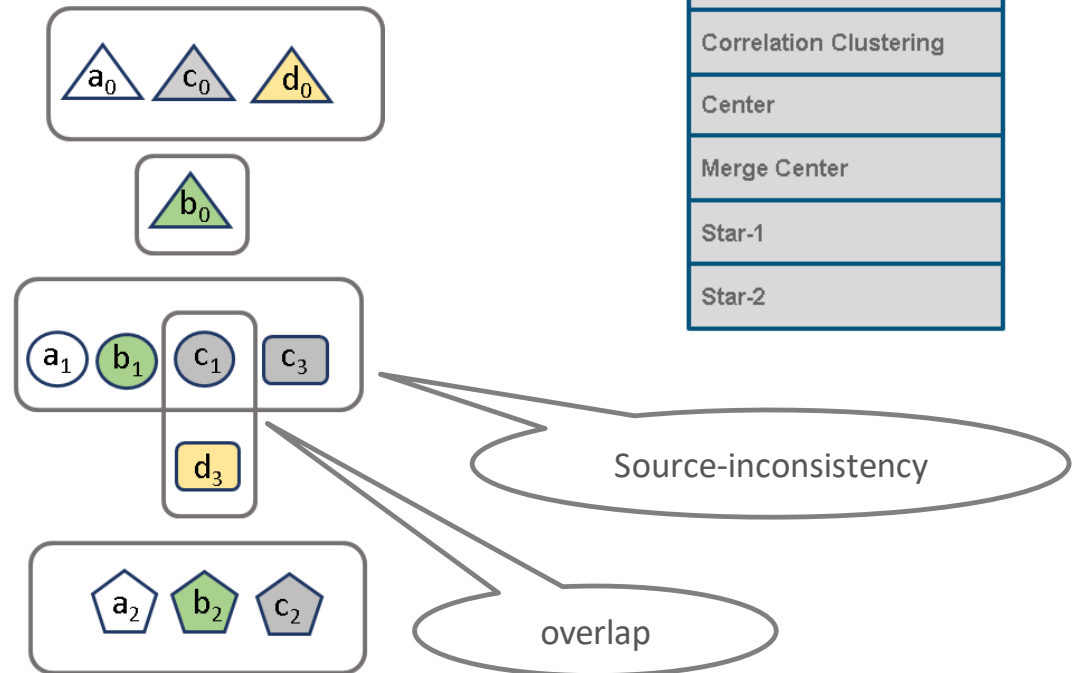 a₀ c₀ d₀
b₀
a₁ b₁ c₁ c₃
d₃
a₂ b₂ c₂
Correlation Clustering
Center
Merge Center
Star-1
Star-2
Source-inconsistency
overlap